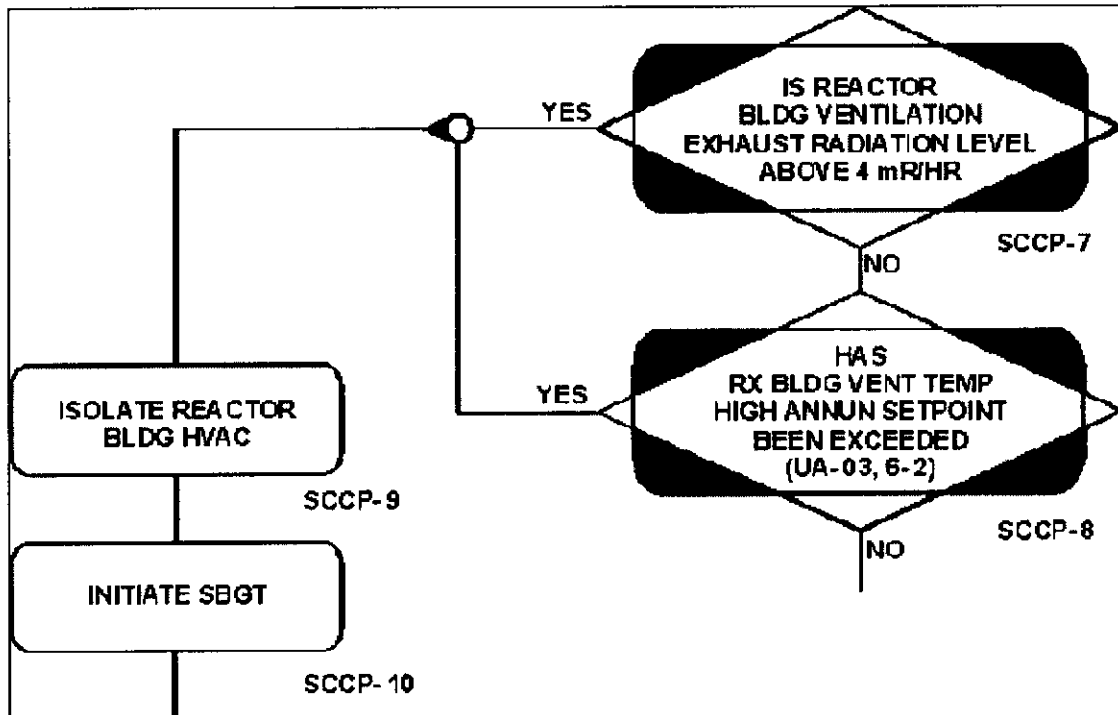 IS REACTOR
BLDG VENTILATION
EXHAUST RADIATION LEVEL
ABOVE 4 mR/HR
YES
SCCP-7
NO
HAS
RX BLDG VENT TEMP
HIGH ANNUN SETPOINT
BEEN EXCEEDED
(UA-03, 6-2)
YES
SCCP-8
NO
ISOLATE REACTOR
BLDG HVAC
SCCP-9
INITIATE SBGT
SCCP-10